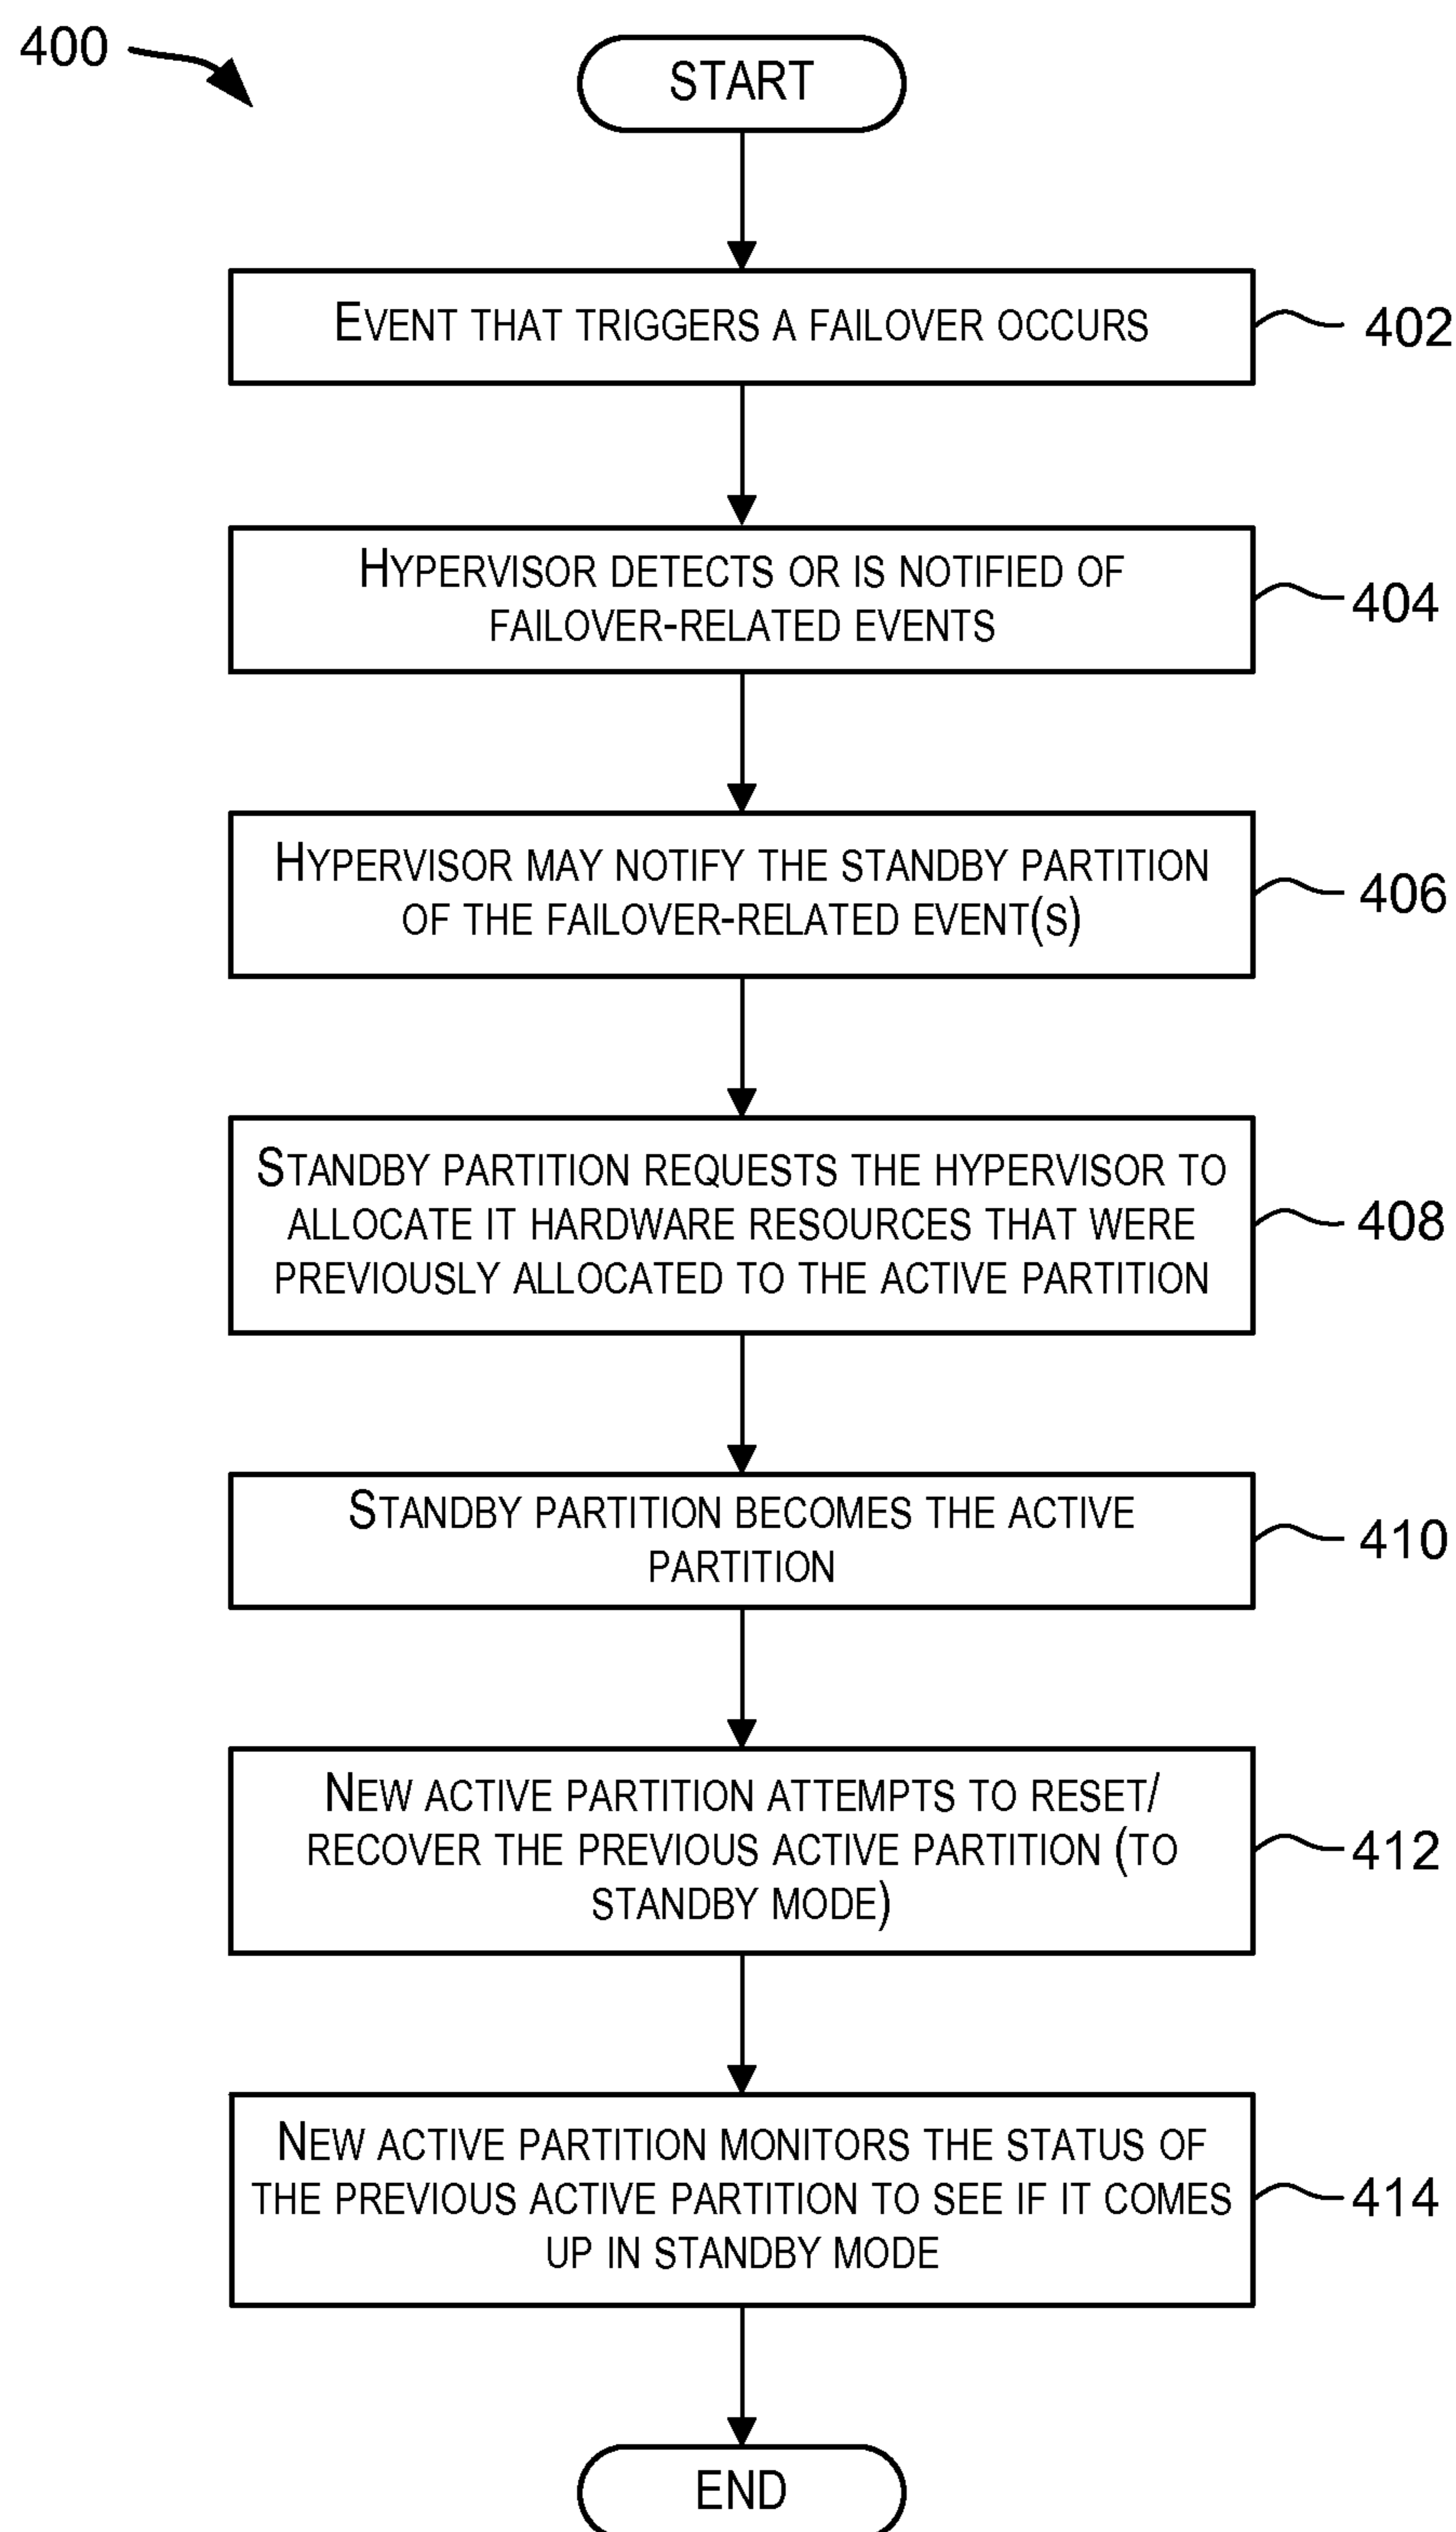 400
START
EVENT THAT TRIGGERS A FAILOVER OCCURS
402
HYPERVISOR DETECTS OR IS NOTIFIED OF
FAILOVER-RELATED EVENTS
404
HYPERVISOR MAY NOTIFY THE STANDBY PARTITION
OF THE FAILOVER-RELATED EVENT(S)
406
STANDBY PARTITION REQUESTS THE HYPERVISOR TO
ALLOCATE IT HARDWARE RESOURCES THAT WERE
PREVIOUSLY ALLOCATED TO THE ACTIVE PARTITION
408
STANDBY PARTITION BECOMES THE ACTIVE
PARTITION
410
NEW ACTIVE PARTITION ATTEMPTS TO RESET/
RECOVER THE PREVIOUS ACTIVE PARTITION (TO
STANDBY MODE)
412
NEW ACTIVE PARTITION MONITORS THE STATUS OF
THE PREVIOUS ACTIVE PARTITION TO SEE IF IT COMES
UP IN STANDBY MODE
414
END